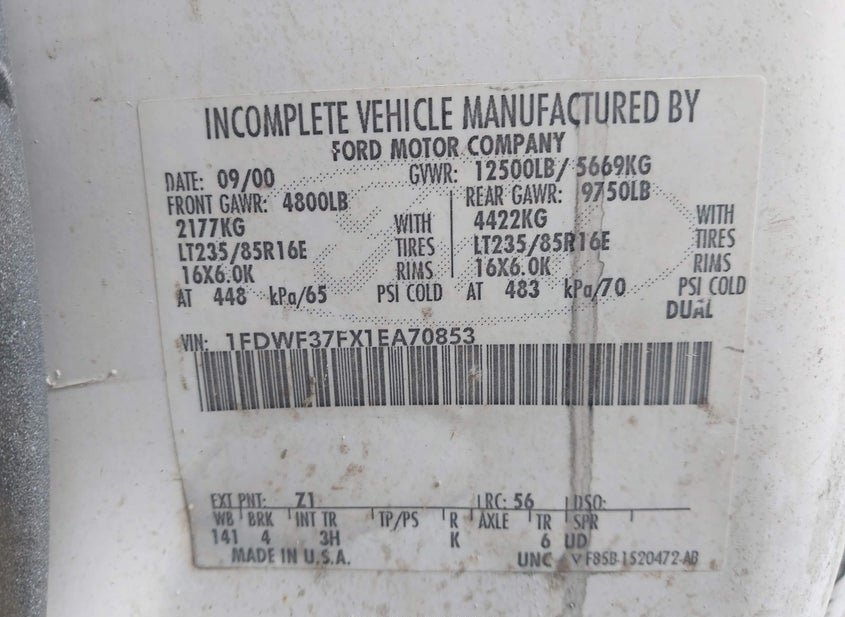 INCOMPLETE VEHICLE MANUFACTURED BY
FORD MOTOR COMPANY
DATE: 09/00 GVWR: 12500LB/ 5669KG
FRONT GAWR: 4800LB REAR GAWR: 9750LB
2177KG WITH 4422KG WITH
LT235/85R16E TIRES LT235/85R16E TIRES
16X6.0K RIMS 16X6.0K RIMS
AT 448 kPa/65 PSI COLD AT 483 kPa/70 PSI COLD
DUAL
VIN: 1FDWF37FX1EA70853
EXT PNT: Z1 RC: 56 DSO:
WB BRK INT TR TP/PS R AXLE TR SPR
141 4 3H K 6 UD
MADE IN U.S.A. UNC F85B-1520472-AB